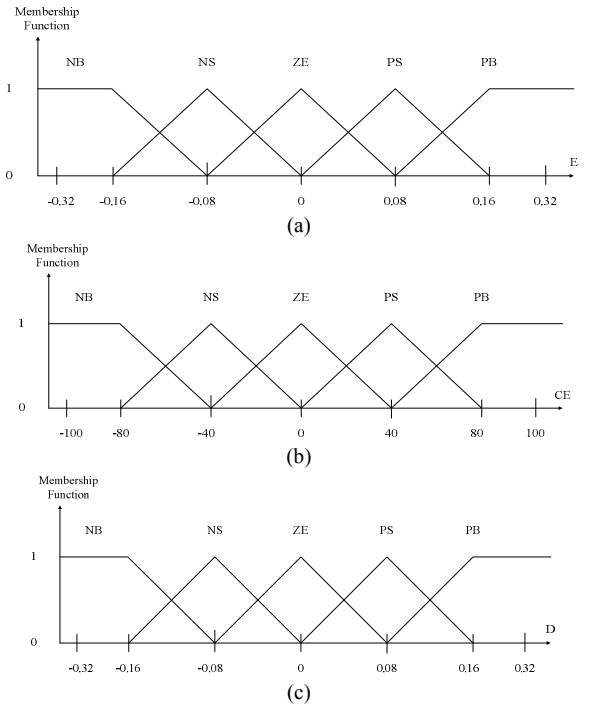 Membership
Function
NB NS ZE PS PB
1
0
E
-0,32 -0,16 -0,08 0 0,08 0,16 0,32
(a)
Membership
Function
NB NS ZE PS PB
1
0
CE
-100 -80 -40 0 40 80 100
(b)
Membership
Function
NB NS ZE PS PB
1
0
D
-0,32 -0,16 -0,08 0 0,08 0,16 0,32
(c)